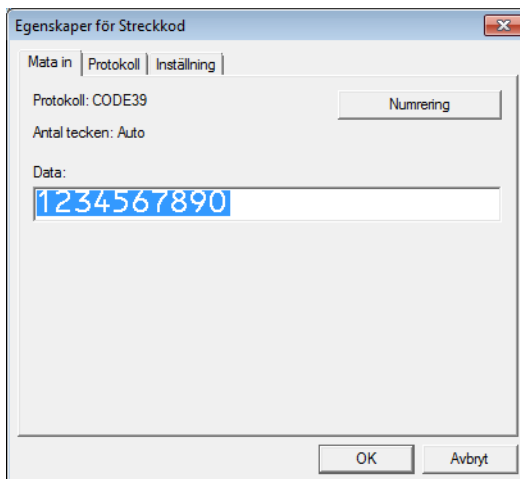 Egenskaper för Streckkod
Mata in Protokoll Inställning
Protokoll: CODE39 Numrering
Antal tecken: Auto
Data:
1234567890
OK Avbryt